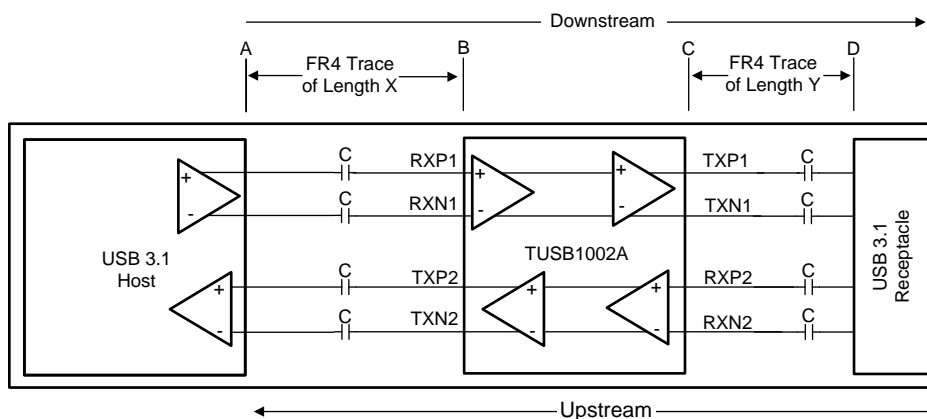 Downstream
A
B
C
D
FR4 Trace
of Length X
FR4 Trace
of Length Y
C
RXP1
+
+
TXP1
C
+
C
RXN1
-
-
TXN1
C
-
USB 3.1
Host
TUSB1002A
USB 3.1
Receptacle
C
TXP2
+
+
RXP2
C
+
C
TXN2
-
-
RXN2
C
-
Upstream